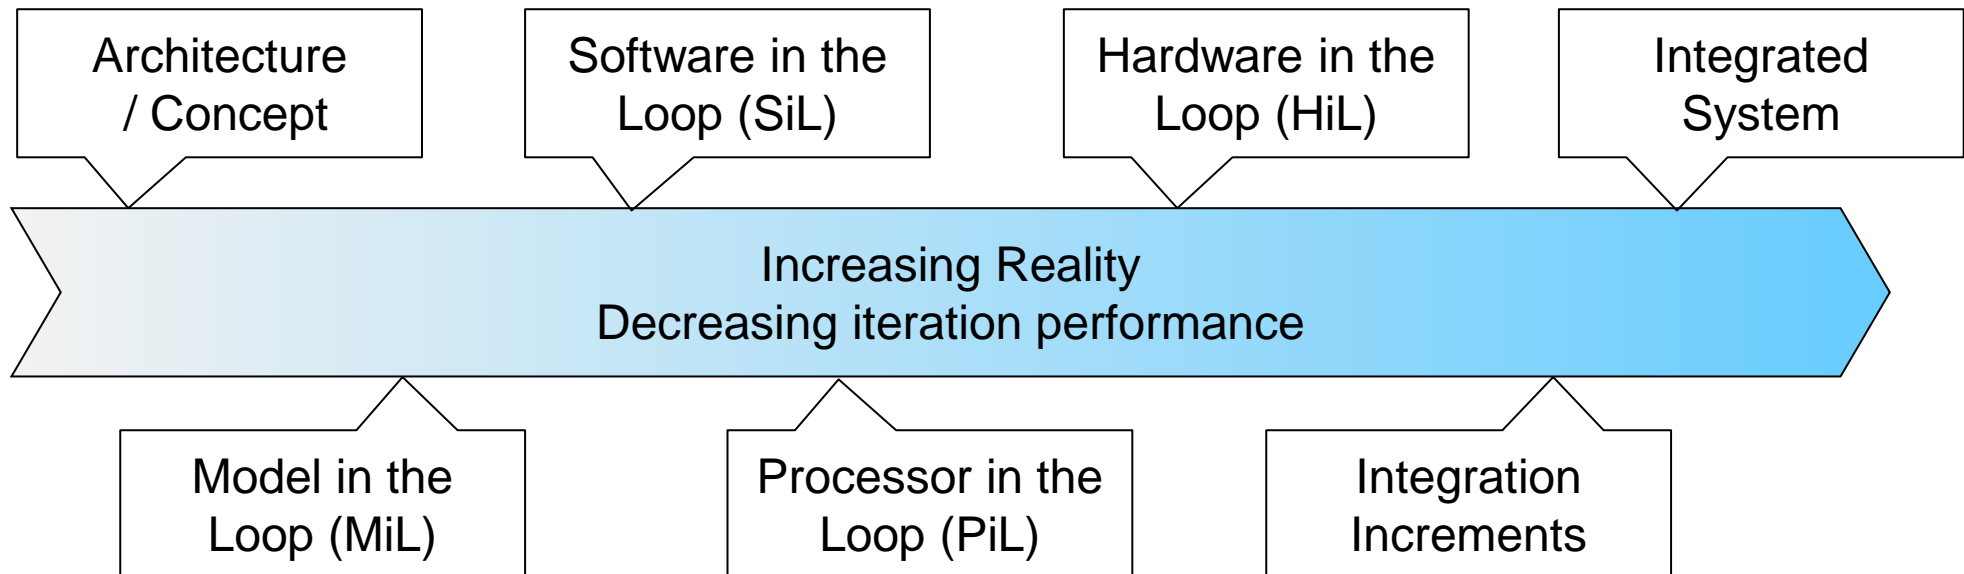 Architecture
/ Concept
Software in the
Loop (SiL)
Hardware in the
Loop (HiL)
Integrated
System
Increasing Reality
Decreasing iteration performance
Model in the
Loop (MiL)
Processor in the
Loop (PiL)
Integration
Increments